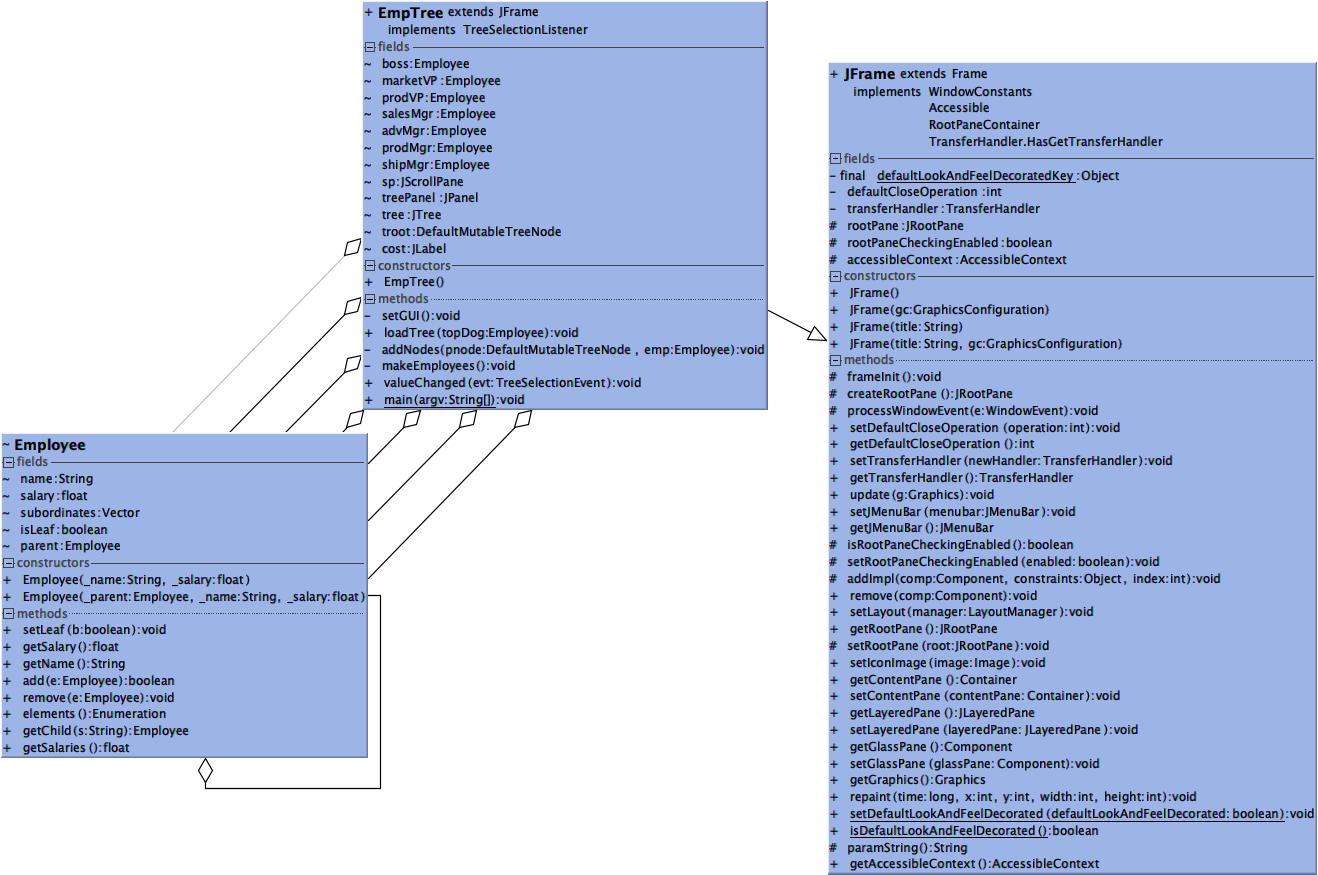 + EmpTree extends JFrame
implements TreeSelectionListener
fields
~ boss:Employee
~ marketVP:Employee
~ prodVP:Employee
~ salesMgr:Employee
~ advMgr:Employee
~ prodMgr:Employee
~ shipMgr:Employee
~ sp:JScrollPane
~ treePanel:JPanel
~ tree:JTree
~ troot:DefaultMutableTreeNode
~ cost:JLabel
constructors
+ EmpTree()
methods
- setGUI():void
+ loadTree(topDog:Employee):void
- addNodes(pnode:DefaultMutableTreeNode, emp:Employee):void
- makeEmployees():void
+ valueChanged(evt:TreeSelectionEvent):void
+ main(argv:String[]):void
~ Employee
fields
~ name:String
~ salary:float
~ subordinates:Vector
~ isLeaf:boolean
~ parent:Employee
constructors
+ Employee(_name:String, _salary:float)
+ Employee(_parent:Employee, _name:String, _salary:float)
methods
+ setLeaf(b:boolean):void
+ getSalary():float
+ getName():String
+ add(e:Employee):boolean
+ remove(e:Employee):void
+ elements():Enumeration
+ getChild(s:String):Employee
+ getSalaries():float
+ JFrame extends Frame
implements WindowConstants
Accessible
RootPaneContainer
TransferHandler.HasGetTransferHandler
fields
- final defaultLookAndFeelDecoratedKey:Object
- defaultCloseOperation:int
- transferHandler:TransferHandler
# rootPane:JRootPane
# rootPaneCheckingEnabled:boolean
# accessibleContext:AccessibleContext
constructors
+ JFrame()
+ JFrame(gc:GraphicsConfiguration)
+ JFrame(title:String)
+ JFrame(title:String, gc:GraphicsConfiguration)
methods
# frameInit():void
# createRootPane():JRootPane
# processWindowEvent(e:WindowEvent):void
+ setDefaultCloseOperation(operation:int):void
+ getDefaultCloseOperation():int
+ setTransferHandler(newHandler:TransferHandler):void
+ getTransferHandler():TransferHandler
+ update(g:Graphics):void
+ setJMenuBar(menubar:JMenuBar):void
+ getJMenuBar():JMenuBar
# isRootPaneCheckingEnabled():boolean
# setRootPaneCheckingEnabled(enabled:boolean):void
# addImpl(comp:Component, constraints:Object, index:int):void
+ remove(comp:Component):void
+ setLayout(manager:LayoutManager):void
+ getRootPane():JRootPane
# setRootPane(root:JRootPane):void
+ setIconImage(image:Image):void
+ getContentPane():Container
+ setContentPane(contentPane:Container):void
+ getLayeredPane():JLayeredPane
+ setLayeredPane(layeredPane:JLayeredPane):void
+ getGlassPane():Component
+ setGlassPane(glassPane:Component):void
+ getGraphics():Graphics
+ repaint(time:long, x:int, y:int, width:int, height:int):void
+ setDefaultLookAndFeelDecorated(defaultLookAndFeelDecorated:boolean):void
+ isDefaultLookAndFeelDecorated():boolean
# paramString():String
+ getAccessibleContext():AccessibleContext